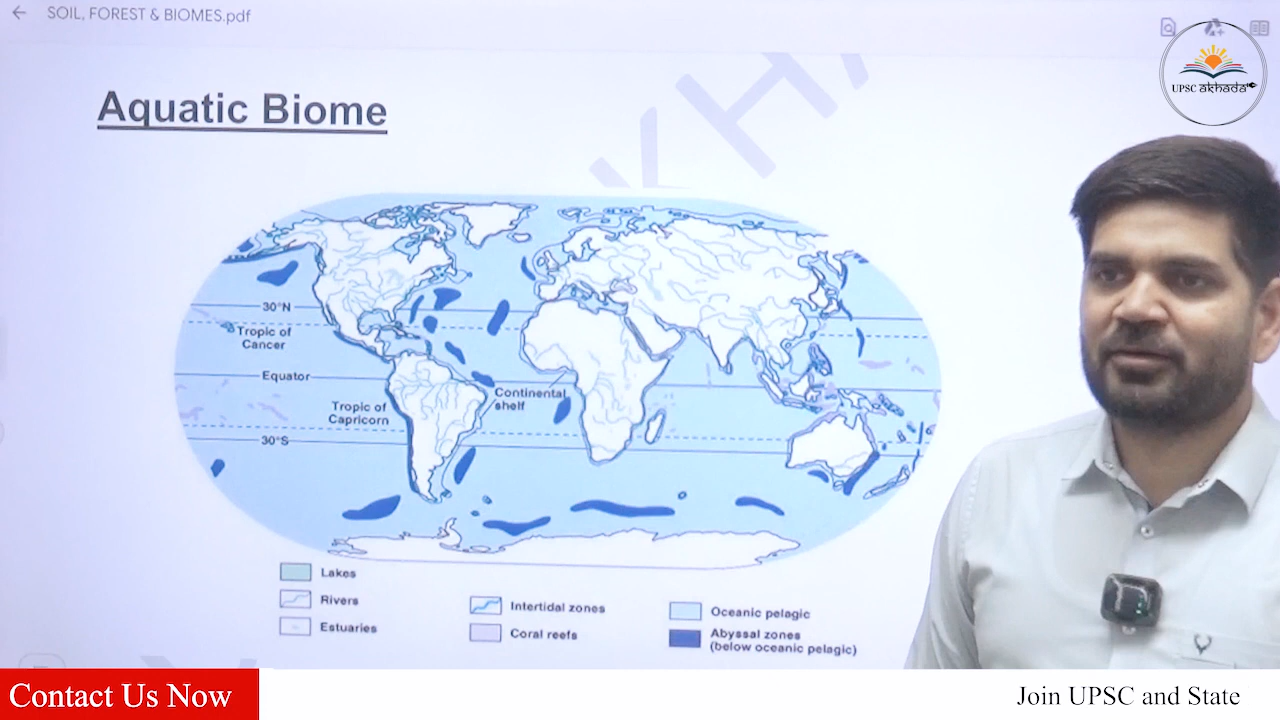 SOIL, FOREST & BIOMES.pdf
UPSC akhada
Aquatic Biome
30°N
Tropic of
Cancer
Equator
Continental
shelf
Tropic of
Capricorn
30°S
Lakes
Rivers
Estuaries
Intertidal zones
Coral reefs
Oceanic pelagic
Abyssal zones
(below oceanic pelagic)
Contact Us Now
Join UPSC and State